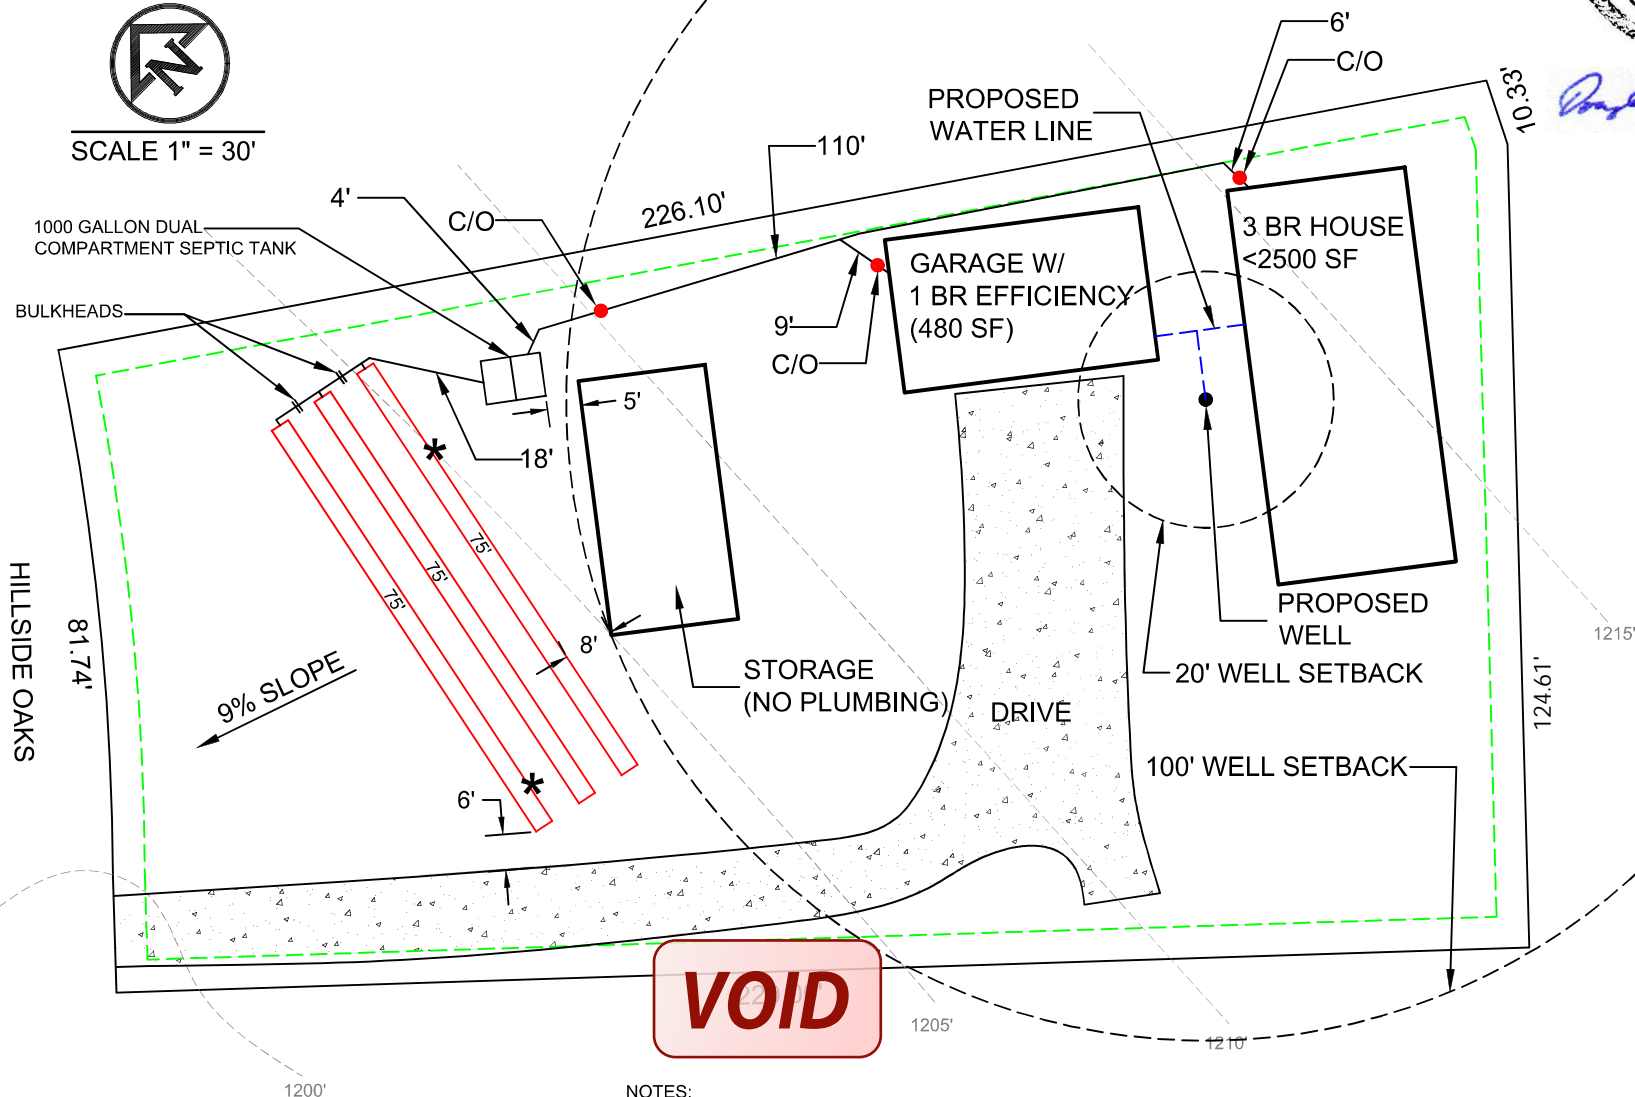 N
SCALE 1" = 30'
6'
C/O
10.33'
PROPOSED
WATER LINE
110'
226.10'
4'
C/O
1000 GALLON DUAL
COMPARTMENT SEPTIC TANK
BULKHEADS
3 BR HOUSE
<2500 SF
GARAGE W/
1 BR EFFICIENCY
(480 SF)
9'
C/O
5'
18'
*
75'
75'
75'
HILLSIDE OAKS
81.74'
9% SLOPE
8'
STORAGE
(NO PLUMBING)
DRIVE
PROPOSED
WELL
1215'
20' WELL SETBACK
124.61'
100' WELL SETBACK
6'
*
VOID
1205'
1210'
1200'
NOTES: